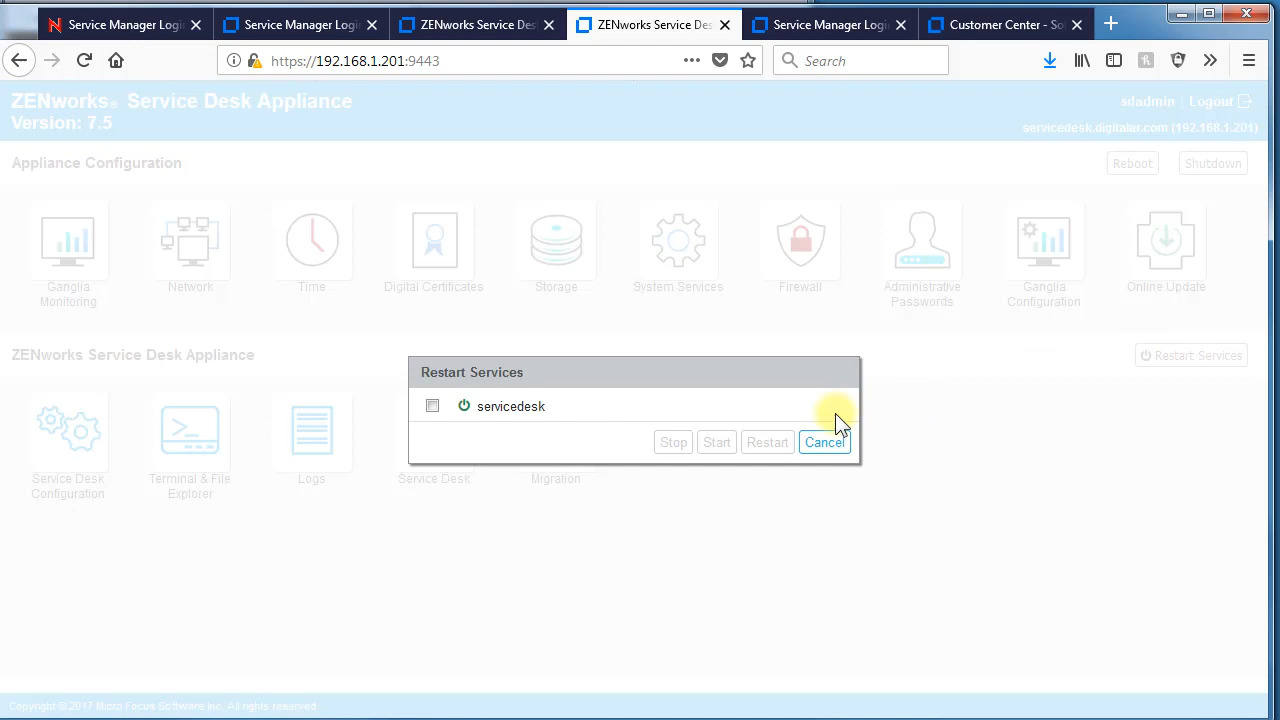 Service Manager Logi
Service Manager Logi
ZENworks Service Des
ZENworks Service Des
Service Manager Logi
Customer Center - So
https://192.168.1.201:9443
Search
ZENworks® Service Desk Appliance
Version: 7.5
sdadmin | Logout
servicedesk.digitalar.com (192.168.1.201)
Appliance Configuration
Reboot
Shutdown
Ganglia
Monitoring
Network
Time
Digital Certificates
Storage
System Services
Firewall
Administrative
Passwords
Ganglia
Configuration
Online Update
ZENworks Service Desk Appliance
Restart Services
Restart Services
servicedesk
Stop
Start
Restart
Cancel
Service Desk
Configuration
Terminal & File
Explorer
Logs
Service Desk
Migration
Copyright © 2017 Micro Focus Software Inc. All rights reserved